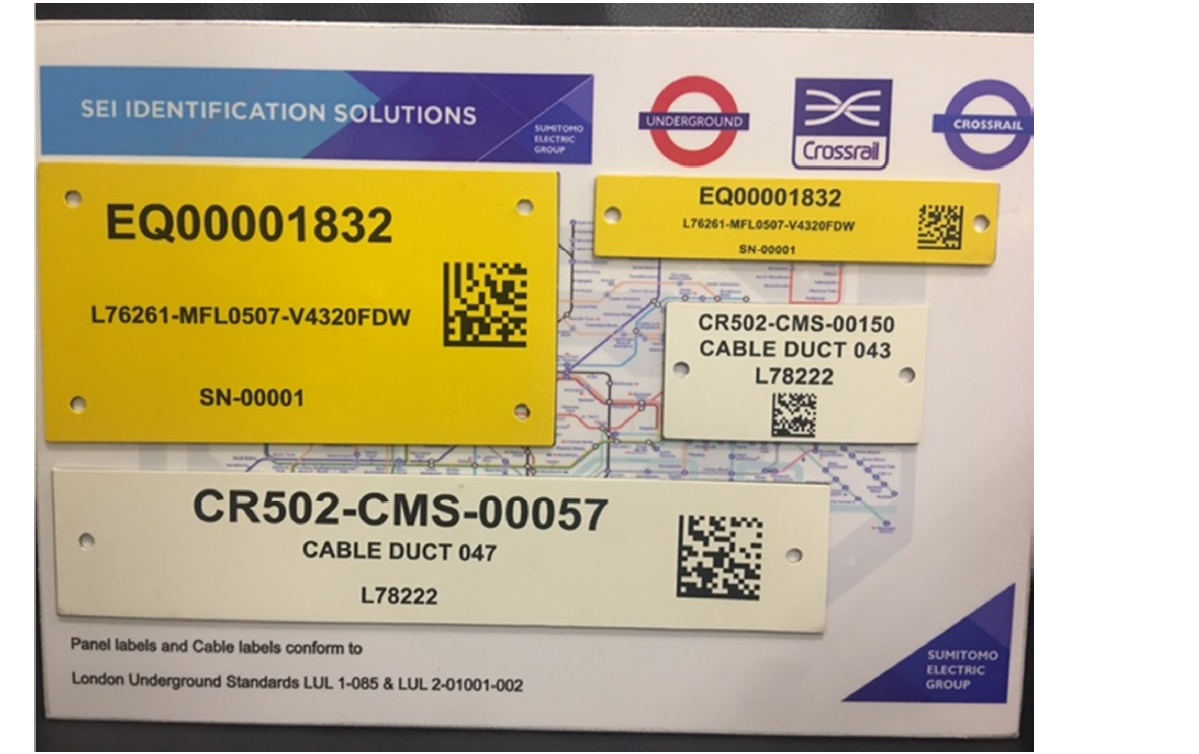 SEI IDENTIFICATION SOLUTIONS
SUMITOMO
ELECTRIC
GROUP
UNDERGROUND
Crossrail
CROSSRAIL
EQ00001832
L76261-MFL0507-V4320FDW
SN-00001
EQ00001832
L76261-MFL0507-V4320FDW
SN-00001
CR502-CMS-00150
CABLE DUCT 043
L78222
CR502-CMS-00057
CABLE DUCT 047
L78222
Panel labels and Cable labels conform to
London Underground Standards LUL 1-085 & LUL 2-01001-002
SUMITOMO
ELECTRIC
GROUP